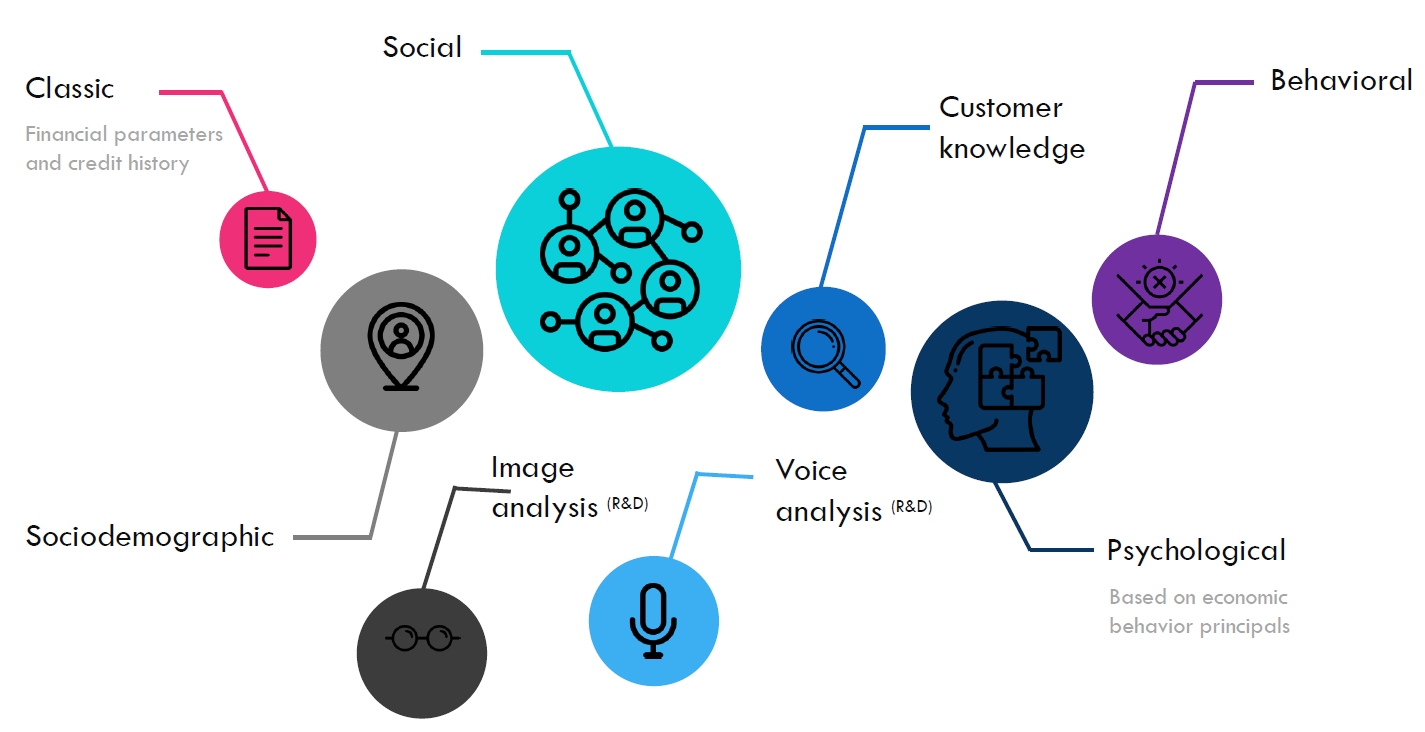 Social
Classic
Financial parameters
and credit history
Customer
knowledge
Behavioral
Image
analysis (R&D)
Voice
analysis (R&D)
Sociodemographic
Psychological
Based on economic
behavior principals